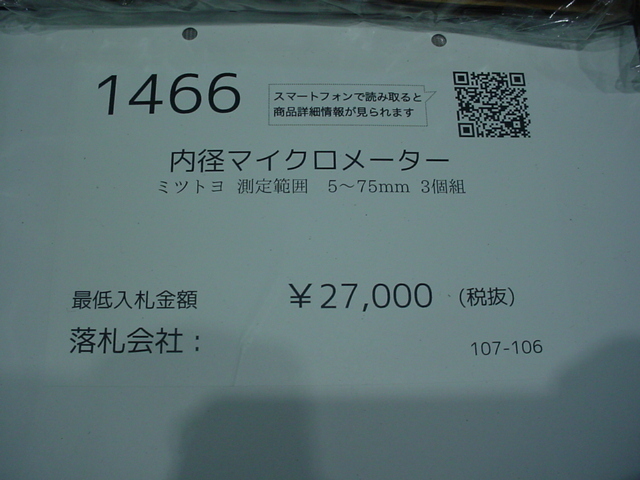 1466
スマートフォンで読み取ると
商品詳細情報が見られます
内径マイクロメーター
ミツトヨ 測定範囲 5～75mm 3個組
最低入札金額 ￥27,000 (税抜)
落札会社：
107-106